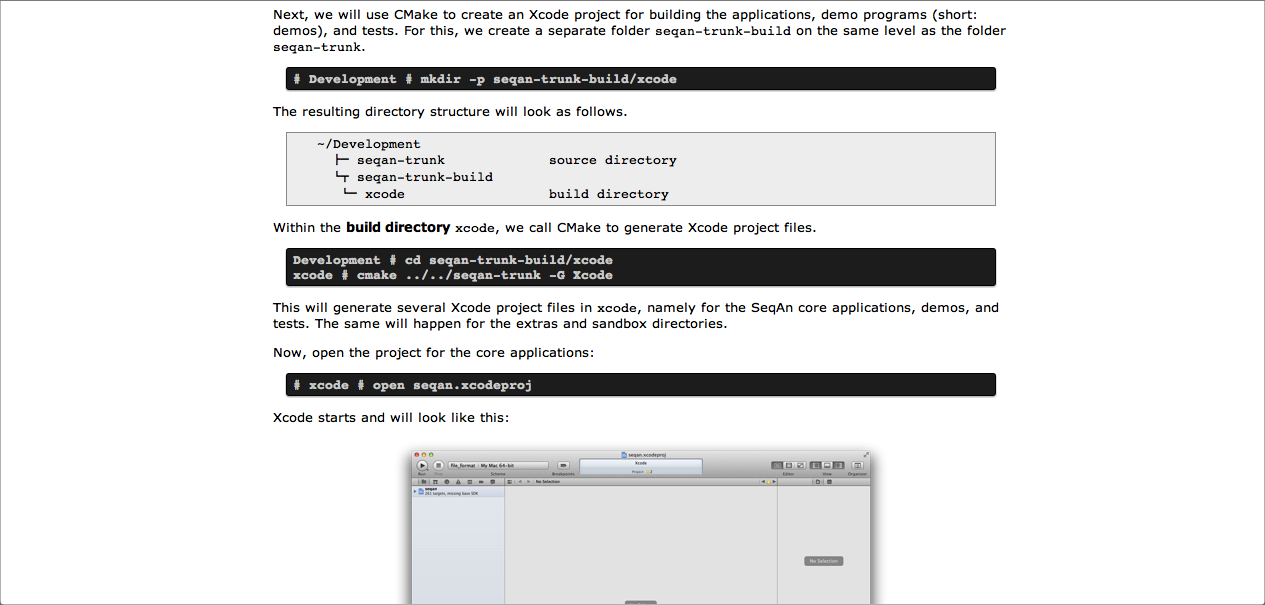 Next, we will use CMake to create an Xcode project for building the applications, demo programs (short:
demos), and tests. For this, we create a separate folder seqan-trunk-build on the same level as the folder
seqan-trunk.
# Development # mkdir -p seqan-trunk-build/xcode
The resulting directory structure will look as follows.
~/Development
├─ seqan-trunk source directory
└┬ seqan-trunk-build
└─ xcode build directory
Within the build directory xcode, we call CMake to generate Xcode project files.
Development # cd seqan-trunk-build/xcode
xcode # cmake ../../seqan-trunk -G Xcode
This will generate several Xcode project files in xcode, namely for the SeqAn core applications, demos, and
tests. The same will happen for the extras and sandbox directories.
Now, open the project for the core applications:
# xcode # open seqan.xcodeproj
Xcode starts and will look like this:
seqan.xcodeproj
file_format My Mac 64-bit
Xcode
Run Stop Scheme Breakpoints Project 2 Editor View Organizer
No Selection
seqan
261 targets, missing base SDK
No Selection